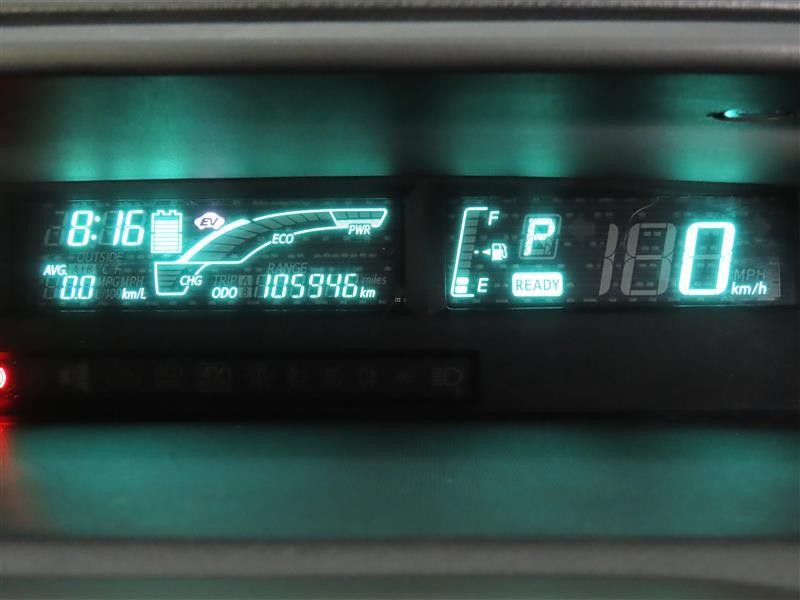 8:16
EV
ECO
PWR
CHG
OUTSIDE
AVG.
0.0 km/L
TRIP A
ODO B
RANGE
105946 km
miles
F
E
P
READY
0
MPH
km/h